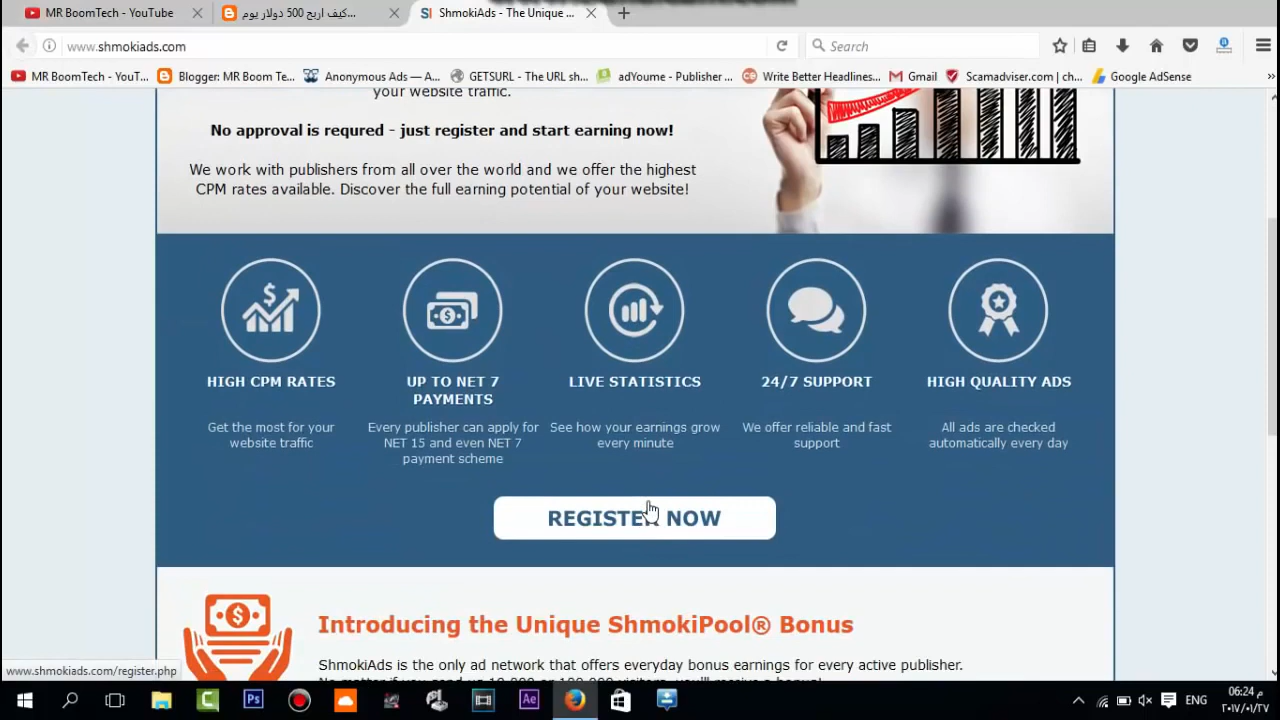 MR BoomTech - YouTube
كيف اربح 500 دولار يوم...
SI ShmokiAds - The Unique ...
www.shmokiads.com
Search
MR BoomTech - YouT...
Blogger: MR Boom Te...
Anonymous Ads — A...
GETSURL - The URL sh...
adYoume - Publisher ...
Write Better Headlines...
Gmail
Scamadviser.com | ch...
Google AdSense
your website traffic.
No approval is requred - just register and start earning now!
We work with publishers from all over the world and we offer the highest
CPM rates available. Discover the full earning potential of your website!
HIGH CPM RATES
Get the most for your
website traffic
UP TO NET 7
PAYMENTS
Every publisher can apply for
NET 15 and even NET 7
payment scheme
LIVE STATISTICS
See how your earnings grow
every minute
24/7 SUPPORT
We offer reliable and fast
support
HIGH QUALITY ADS
All ads are checked
automatically every day
REGISTER NOW
Introducing the Unique ShmokiPool® Bonus
ShmokiAds is the only ad network that offers everyday bonus earnings for every active publisher.
www.shmokiads.com/register.php
Ps
Ae
ENG
06:24 م
٢٠١٧/٠١/٢٧